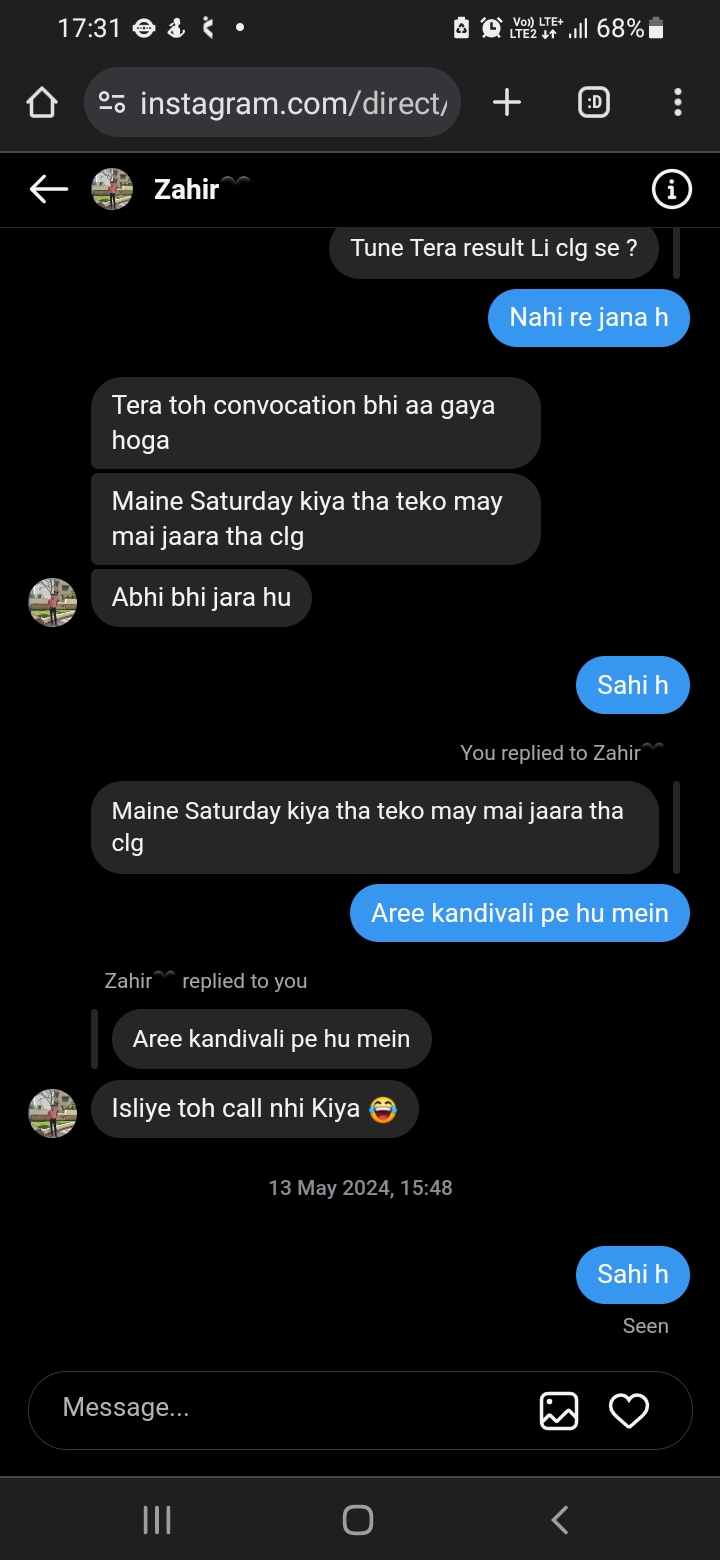 17:31
Vo)) LTE+
LTE2
68%
instagram.com/direct/
:D
Zahir🖤
Tune Tera result Li clg se ?
Nahi re jana h
Tera toh convocation bhi aa gaya
hoga
Maine Saturday kiya tha teko may
mai jaara tha clg
Abhi bhi jara hu
Sahi h
You replied to Zahir🖤
Maine Saturday kiya tha teko may mai jaara tha
clg
Aree kandivali pe hu mein
Zahir🖤 replied to you
Aree kandivali pe hu mein
Isliye toh call nhi Kiya 😂
13 May 2024, 15:48
Sahi h
Seen
Message...